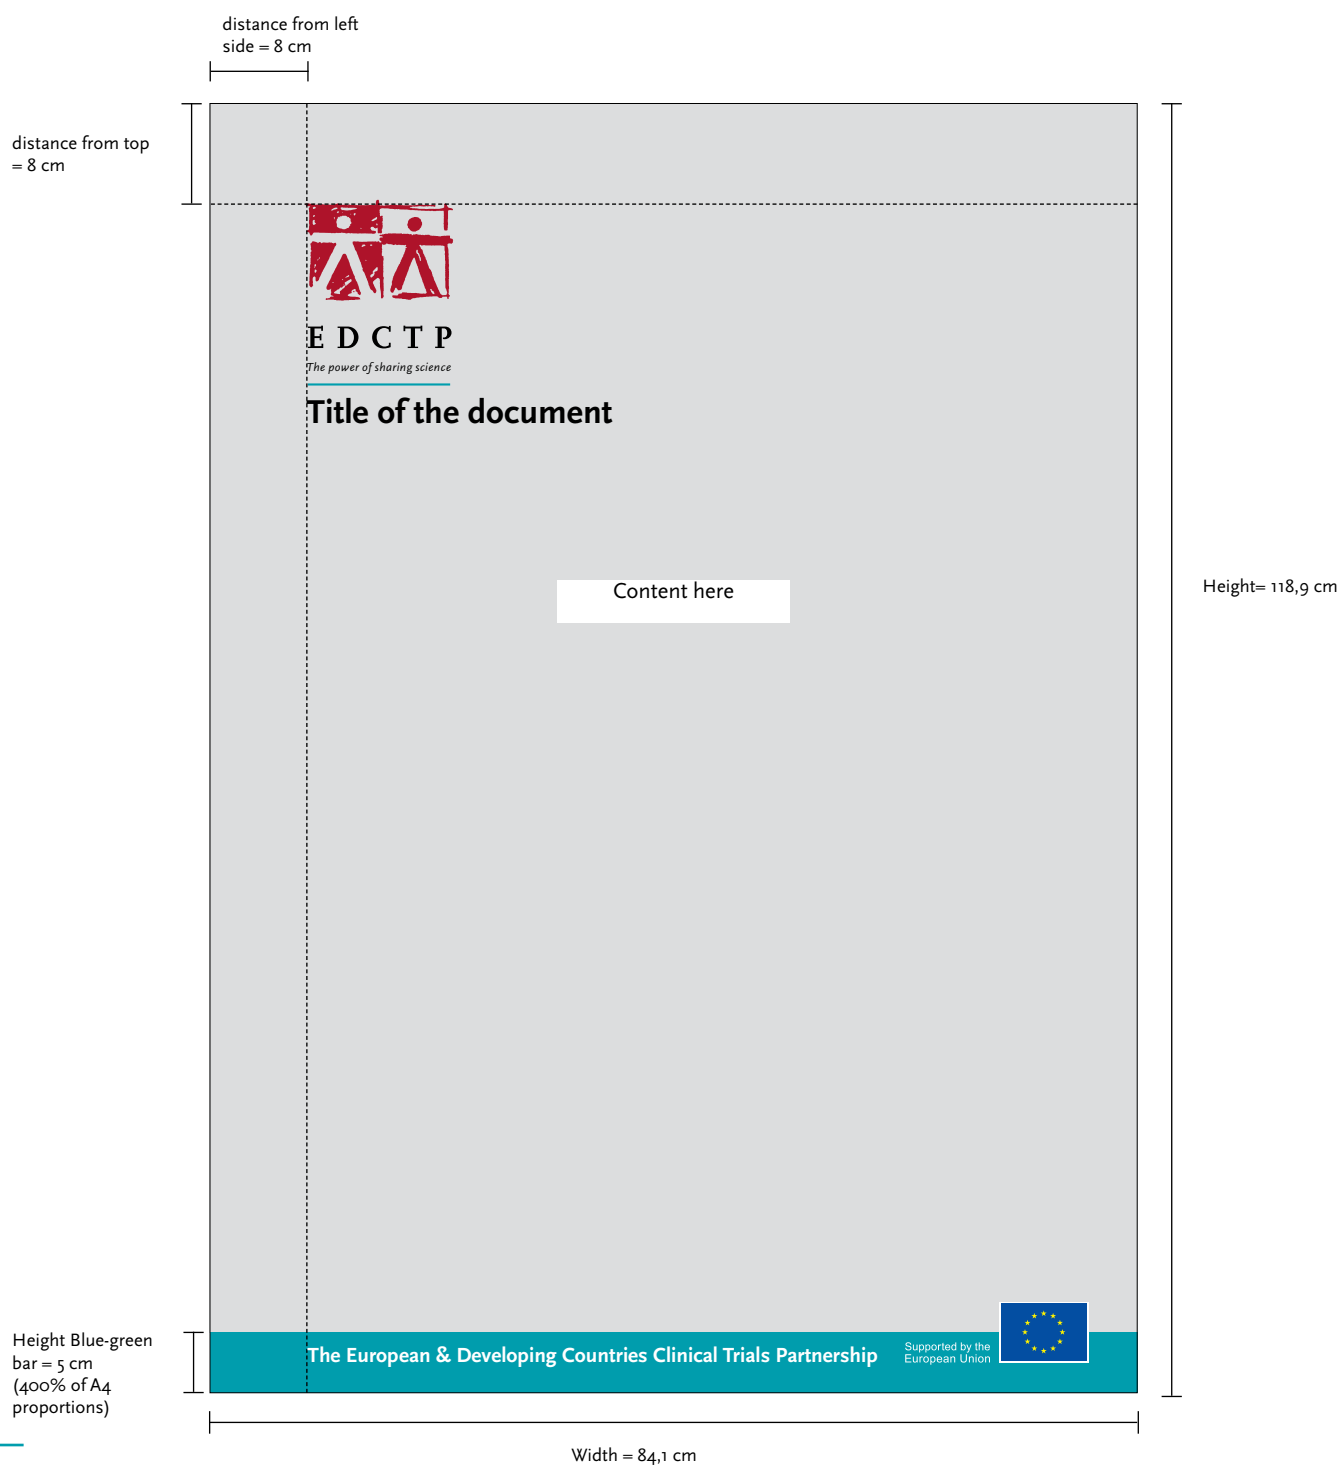 distance from left
side = 8 cm
distance from top
= 8 cm
E D C T P
The power of sharing science
Title of the document
Content here
Height= 118,9 cm
Height Blue-green
bar = 5 cm
(400% of A4
proportions)
The European & Developing Countries Clinical Trials Partnership
Supported by the
European Union
Width = 84,1 cm